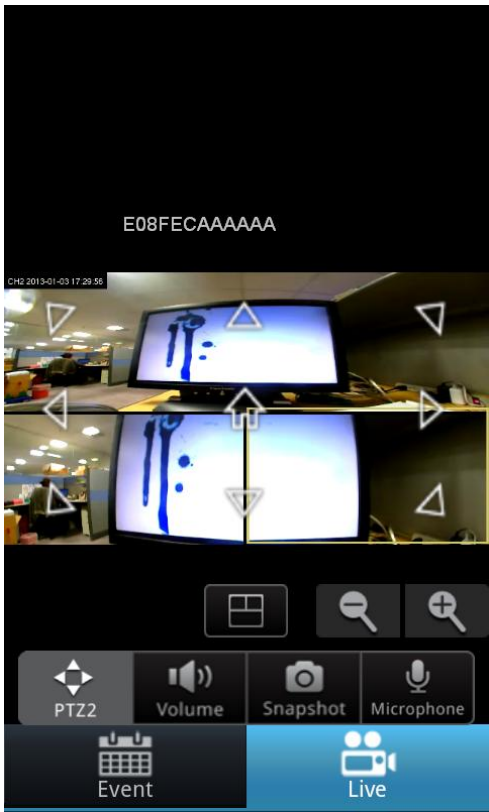 E08FECAAAAAA
CH2 2013-01-03 17:29:56
PTZ2
Volume
Snapshot
Microphone
Event
Live